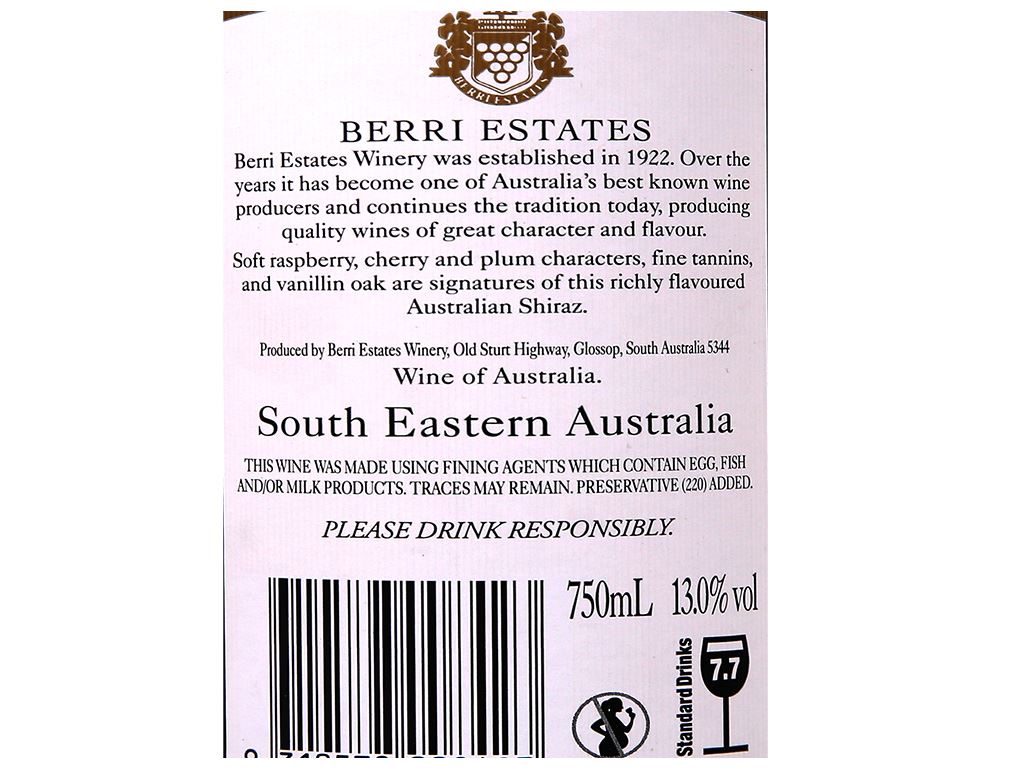 BERRI ESTATES
BERRI ESTATES
Berri Estates Winery was established in 1922. Over the
years it has become one of Australia's best known wine
producers and continues the tradition today, producing
quality wines of great character and flavour.
Soft raspberry, cherry and plum characters, fine tannins,
and vanillin oak are signatures of this richly flavoured
Australian Shiraz.
Produced by Berri Estates Winery, Old Sturt Highway, Glossop, South Australia 5344
Wine of Australia.
South Eastern Australia
THIS WINE WAS MADE USING FINING AGENTS WHICH CONTAIN EGG, FISH
AND/OR MILK PRODUCTS. TRACES MAY REMAIN. PRESERVATIVE (220) ADDED.
PLEASE DRINK RESPONSIBLY.
750mL 13.0% vol
Standard Drinks
7.7